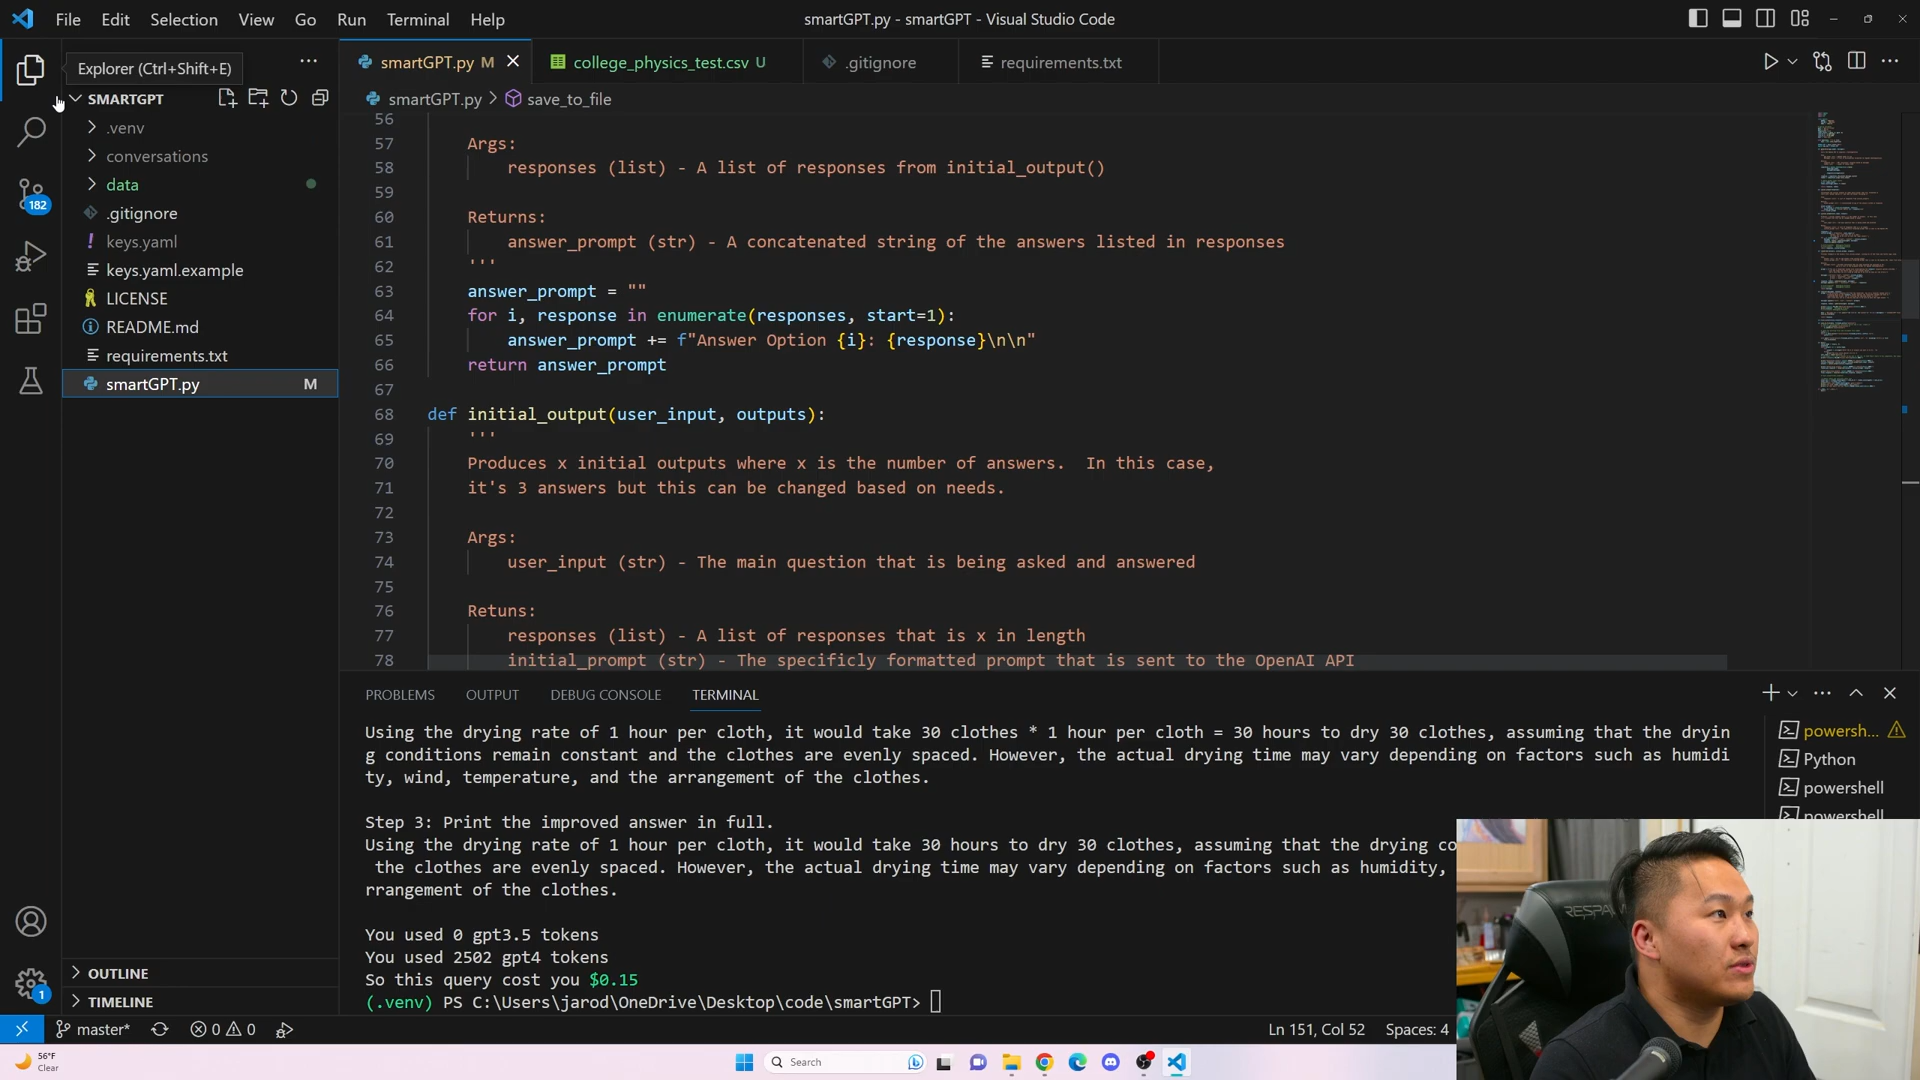 File Edit Selection View Go Run Terminal Help
smartGPT.py - smartGPT - Visual Studio Code
Explorer (Ctrl+Shift+E)
SMARTGPT
.venv
conversations
data
.gitignore
keys.yaml
keys.yaml.example
LICENSE
README.md
requirements.txt
smartGPT.py M
182
OUTLINE
TIMELINE
1
smartGPT.py M
college_physics_test.csv U
.gitignore
requirements.txt
smartGPT.py > save_to_file
56
57 Args:
58 responses (list) - A list of responses from initial_output()
59
60 Returns:
61 answer_prompt (str) - A concatenated string of the answers listed in responses
62 '''
63 answer_prompt = ""
64 for i, response in enumerate(responses, start=1):
65 answer_prompt += f"Answer Option {i}: {response}\n\n"
66 return answer_prompt
67
68 def initial_output(user_input, outputs):
69 '''
70 Produces x initial outputs where x is the number of answers.  In this case,
71 it's 3 answers but this can be changed based on needs.
72
73 Args:
74 user_input (str) - The main question that is being asked and answered
75
76 Retuns:
77 responses (list) - A list of responses that is x in length
78 initial_prompt (str) - The specificly formatted prompt that is sent to the OpenAI API
PROBLEMS OUTPUT DEBUG CONSOLE TERMINAL
Using the drying rate of 1 hour per cloth, it would take 30 clothes * 1 hour per cloth = 30 hours to dry 30 clothes, assuming that the dryin
g conditions remain constant and the clothes are evenly spaced. However, the actual drying time may vary depending on factors such as humidi
ty, wind, temperature, and the arrangement of the clothes.
Step 3: Print the improved answer in full.
Using the drying rate of 1 hour per cloth, it would take 30 hours to dry 30 clothes, assuming that the drying co
the clothes are evenly spaced. However, the actual drying time may vary depending on factors such as humidity,
rrangement of the clothes.
You used 0 gpt3.5 tokens
You used 2502 gpt4 tokens
So this query cost you $0.15
(.venv) PS C:\Users\jarod\OneDrive\Desktop\code\smartGPT>
powersh...
Python
powershell
powershell
RESPAW
master* 0 0
Ln 151, Col 52 Spaces: 4
56°F
Clear
Search